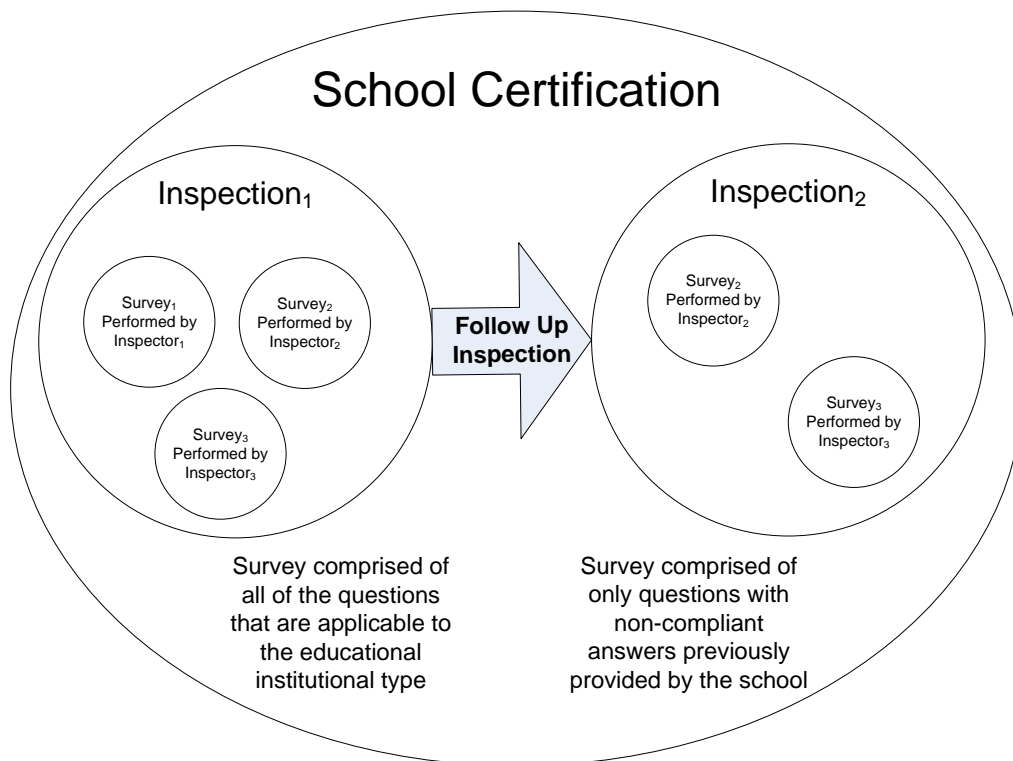 School Certification
Inspection₁
Survey₁
Performed by
Inspector₁
Survey₂
Performed by
Inspector₂
Survey₃
Performed by
Inspector₃
Follow Up
Inspection
Inspection₂
Survey₂
Performed by
Inspector₂
Survey₃
Performed by
Inspector₃
Survey comprised of
all of the questions
that are applicable to
the educational
institutional type
Survey comprised of
only questions with
non-compliant
answers previously
provided by the school